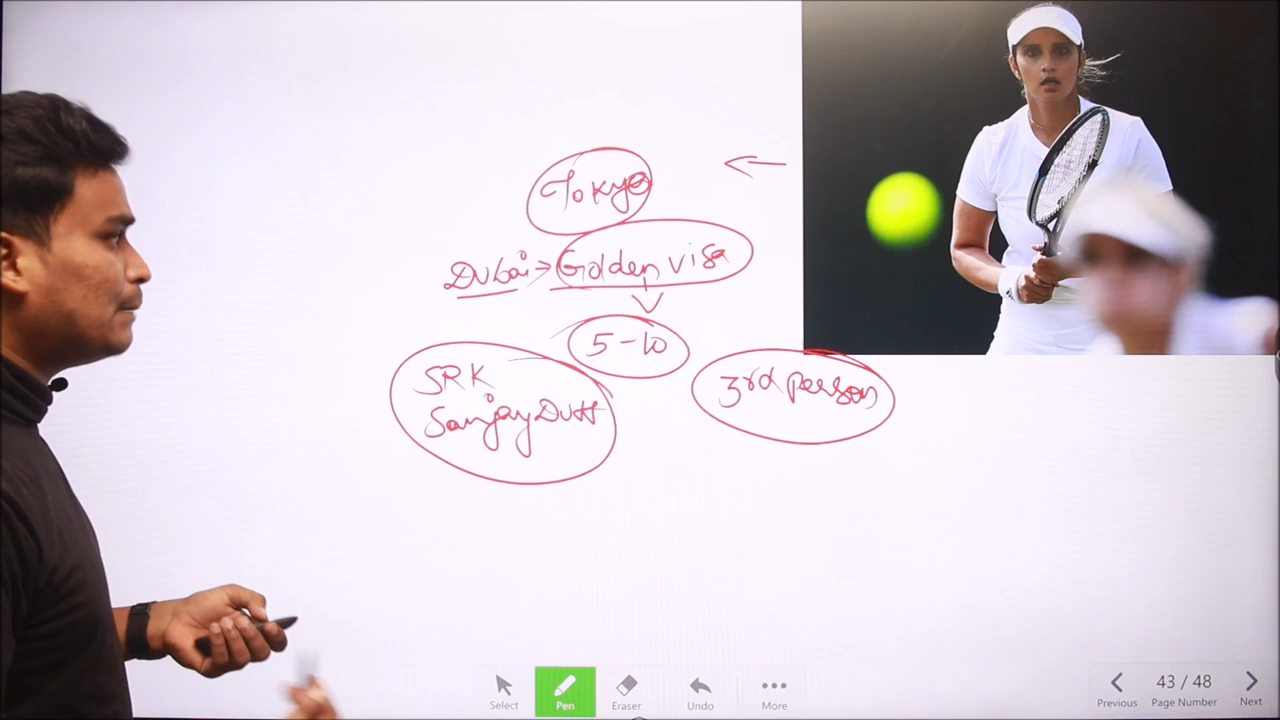 Tokyo
Dubai → Golden visa
5-10
SRK
Sanjay Dutt
3rd person
Select
Pen
Eraser
Undo
More
Previous
43 / 48
Page Number
Next